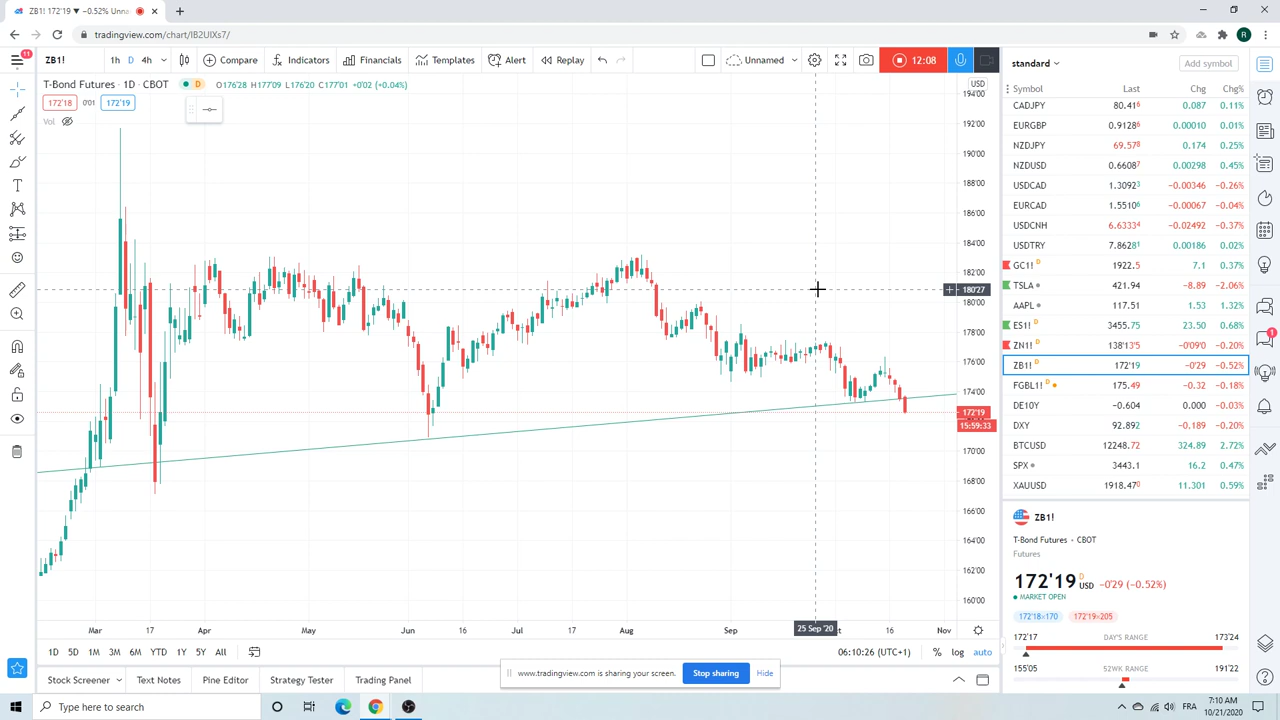 ZB1! 172'19 ▼ −0.52% Unna
tradingview.com/chart/IB2UIXs7/
11
ZB1!
1h D 4h
Compare
Indicators
Financials
Templates
Alert
Replay
Unnamed
12:08
T-Bond Futures · 1D · CBOT
D
O176'28 H177'05 L176'20 C177'01 +0'02 (+0.04%)
172'18 0'01 172'19
Vol
USD
194'00
192'00
190'00
188'00
186'00
184'00
182'00
180'27
180'00
178'00
176'00
174'00
172'19
15:59:33
170'00
168'00
166'00
164'00
162'00
160'00
Mar 17 Apr May Jun 16 Jul 17 Aug Sep 25 Sep '20 16 Nov
1D 5D 1M 3M 6M YTD 1Y 5Y All
06:10:26 (UTC+1) % log auto
Stock Screener
Text Notes
Pine Editor
Strategy Tester
Trading Panel
www.tradingview.com is sharing your screen.
Stop sharing
Hide
standard
Add symbol
Symbol Last Chg Chg%
CADJPY 80.416 0.087 0.11%
EURGBP 0.91286 0.00010 0.01%
NZDJPY 69.578 0.174 0.25%
NZDUSD 0.66087 0.00298 0.45%
USDCAD 1.30923 −0.00346 −0.26%
EURCAD 1.55106 −0.00067 −0.04%
USDCNH 6.63334 −0.02492 −0.37%
USDTRY 7.86281 0.00186 0.02%
GC1! D 1922.5 7.1 0.37%
TSLA 421.94 −8.89 −2.06%
AAPL 117.51 1.53 1.32%
ES1! D 3455.75 23.50 0.68%
ZN1! D 138'13'5 −0'09'0 −0.20%
ZB1! D 172'19 −0'29 −0.52%
FGBL1! D 175.49 −0.32 −0.18%
DE10Y −0.604 0.000 −0.03%
DXY 92.892 −0.189 −0.20%
BTCUSD 12248.72 324.89 2.72%
SPX 3443.1 16.2 0.47%
XAUUSD 1918.470 11.301 0.59%
1
ZB1!
T-Bond Futures · CBOT
Futures
172'19 D USD −0'29 (−0.52%)
MARKET OPEN
172'18×170 172'19×205
172'17 DAY'S RANGE 173'24
155'05 52WK RANGE 191'22
Type here to search
FRA
7:10 AM
10/21/2020
R